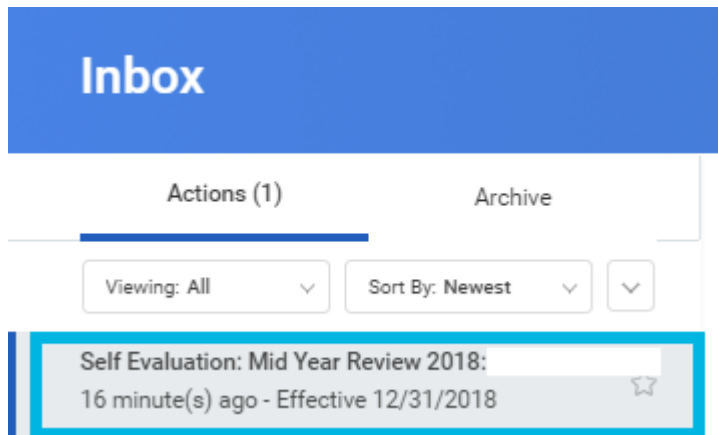 Inbox
Actions (1) Archive
Viewing: All Sort By: Newest
Self Evaluation: Mid Year Review 2018:
16 minute(s) ago - Effective 12/31/2018